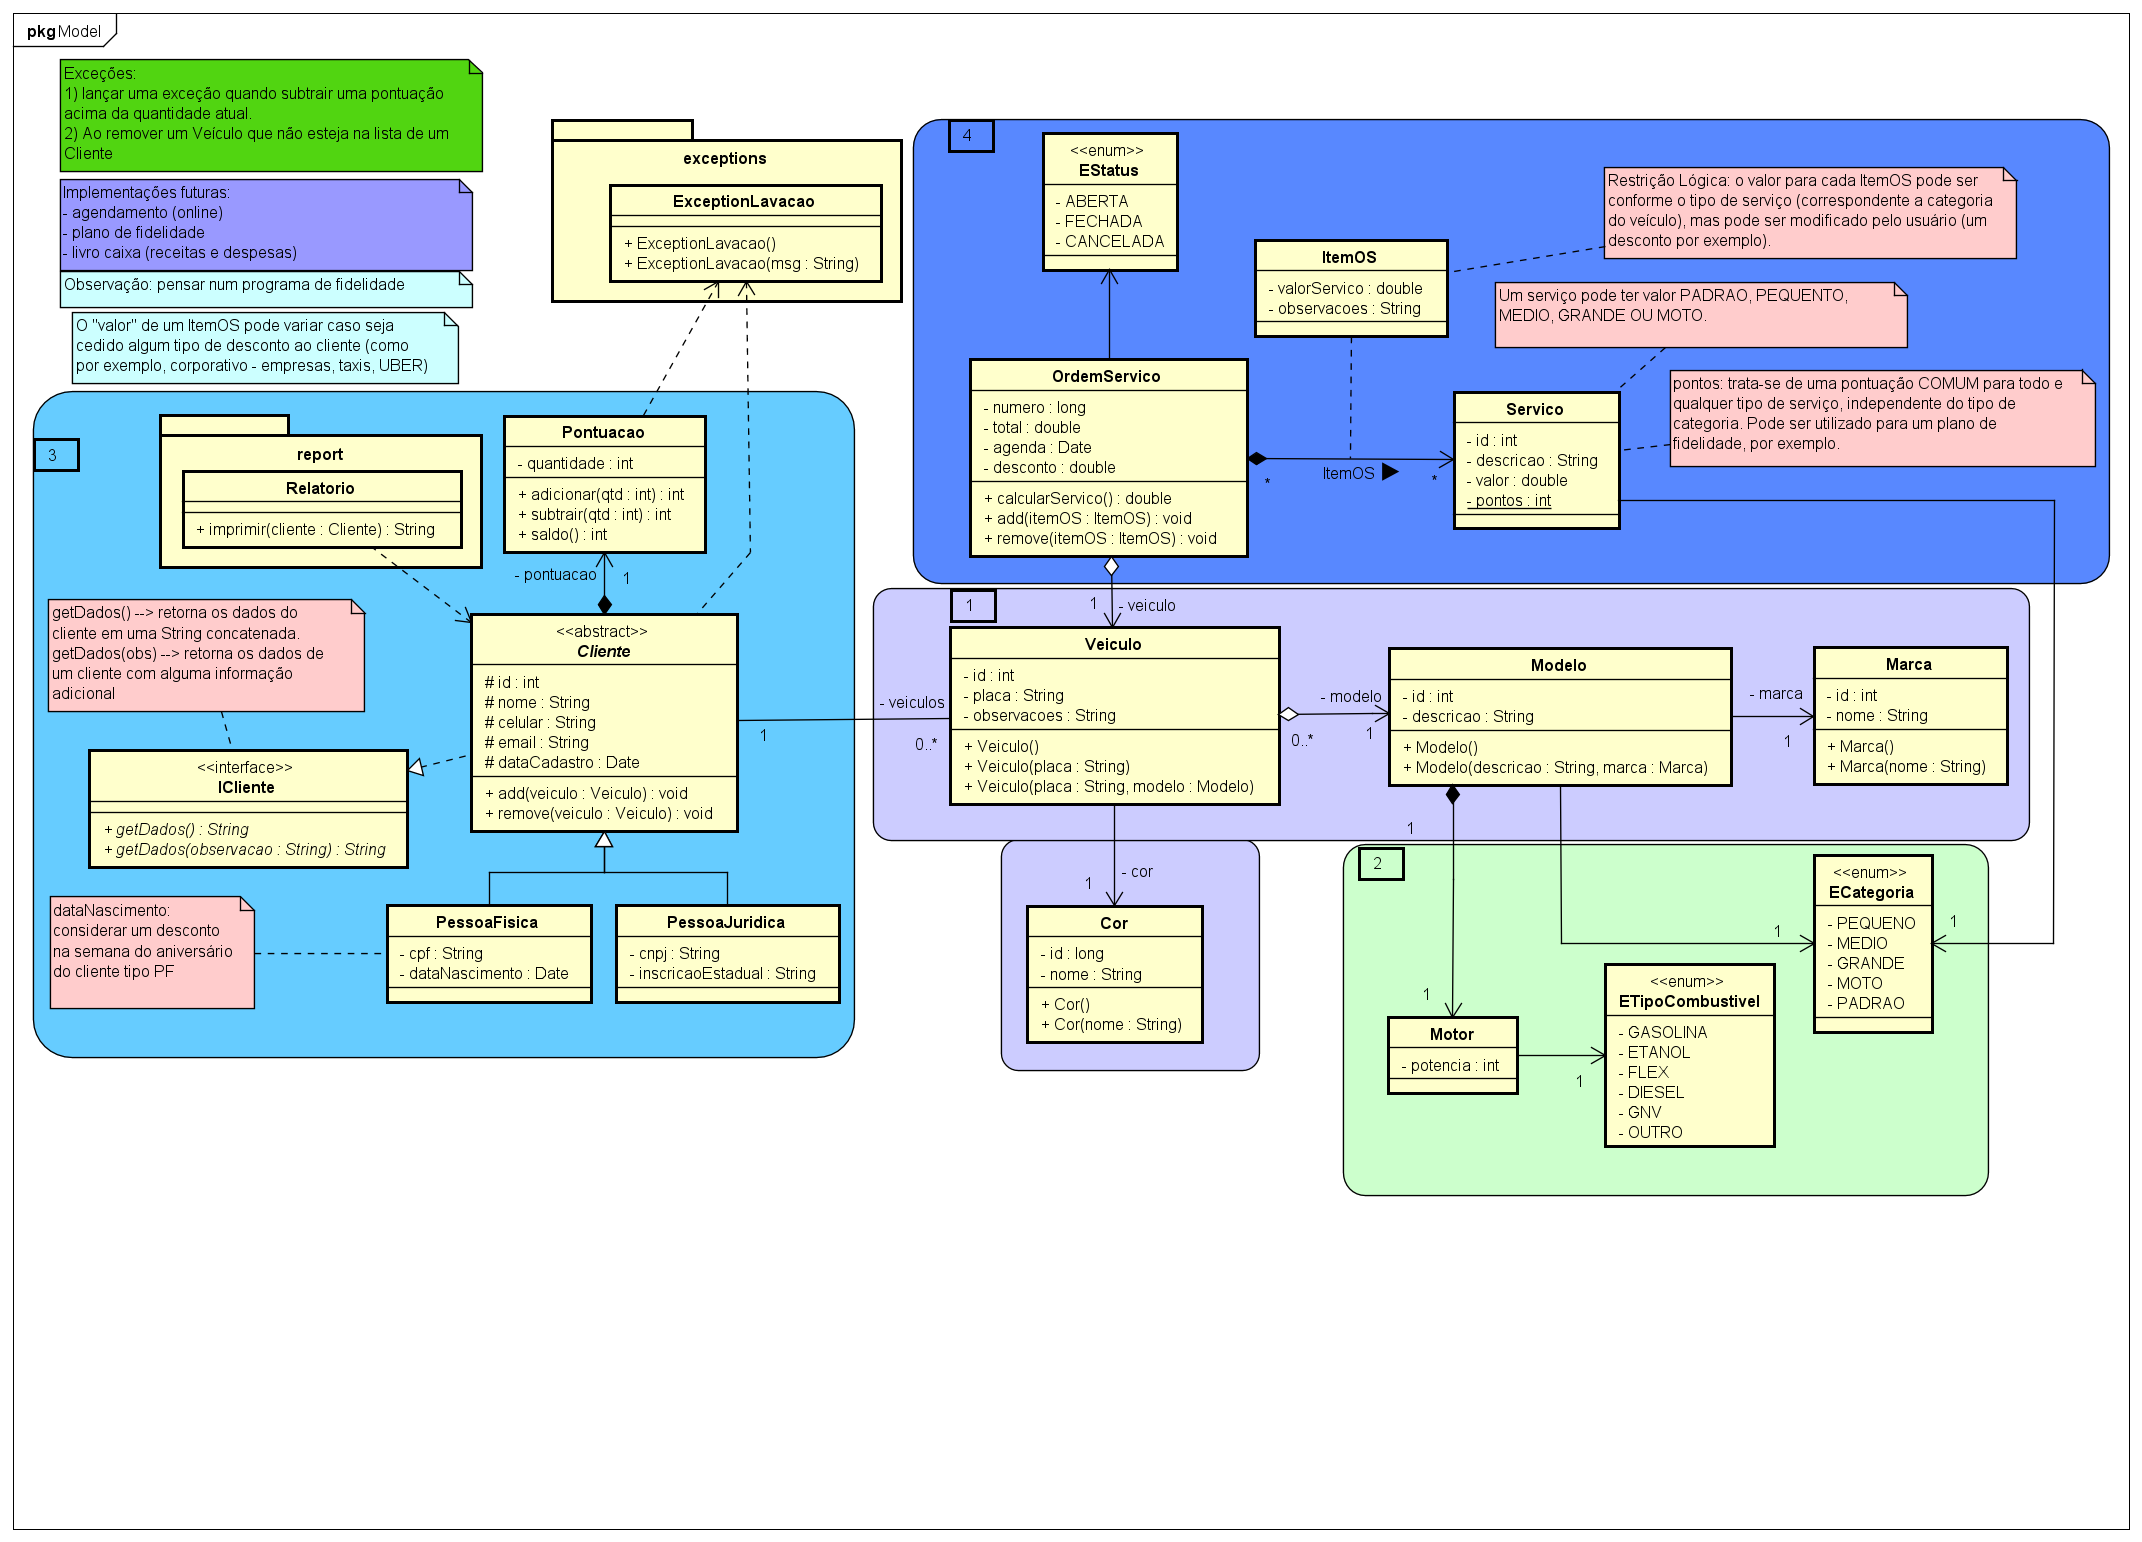 pkg Model
Exceções:
1) lançar uma exceção quando subtrair uma pontuação
acima da quantidade atual.
2) Ao remover um Veículo que não esteja na lista de um
Cliente
Implementações futuras:
- agendamento (online)
- plano de fidelidade
- livro caixa (receitas e despesas)
Observação: pensar num programa de fidelidade
O "valor" de um ItemOS pode variar caso seja
cedido algum tipo de desconto ao cliente (como
por exemplo, corporativo - empresas, taxis, UBER)
exceptions
ExceptionLavacao
+ ExceptionLavacao()
+ ExceptionLavacao(msg : String)
4
<<enum>>
EStatus
- ABERTA
- FECHADA
- CANCELADA
ItemOS
- valorServico : double
- observacoes : String
Restrição Lógica: o valor para cada ItemOS pode ser
conforme o tipo de serviço (correspondente a categoria
do veículo), mas pode ser modificado pelo usuário (um
desconto por exemplo).
Um serviço pode ter valor PADRAO, PEQUENTO,
MEDIO, GRANDE OU MOTO.
pontos: trata-se de uma pontuação COMUM para todo e
qualquer tipo de serviço, independente do tipo de
categoria. Pode ser utilizado para um plano de
fidelidade, por exemplo.
OrdemServico
- numero : long
- total : double
- agenda : Date
- desconto : double
+ calcularServico() : double
+ add(itemOS : ItemOS) : void
+ remove(itemOS : ItemOS) : void
*
ItemOS
*
Servico
- id : int
- descricao : String
- valor : double
- pontos : int
3
report
Relatorio
+ imprimir(cliente : Cliente) : String
Pontuacao
- quantidade : int
+ adicionar(qtd : int) : int
+ subtrair(qtd : int) : int
+ saldo() : int
- pontuacao
1
getDados() --> retorna os dados do
cliente em uma String concatenada.
getDados(obs) --> retorna os dados de
um cliente com alguma informação
adicional
<<abstract>>
Cliente
# id : int
# nome : String
# celular : String
# email : String
# dataCadastro : Date
+ add(veiculo : Veiculo) : void
+ remove(veiculo : Veiculo) : void
<<interface>>
ICliente
+ getDados() : String
+ getDados(observacao : String) : String
dataNascimento:
considerar um desconto
na semana do aniversário
do cliente tipo PF
PessoaFisica
- cpf : String
- dataNascimento : Date
PessoaJuridica
- cnpj : String
- inscricaoEstadual : String
1
- veiculos
0..*
1
1
- veiculo
Veiculo
- id : int
- placa : String
- observacoes : String
+ Veiculo()
+ Veiculo(placa : String)
+ Veiculo(placa : String, modelo : Modelo)
- modelo
0..*
1
Modelo
- id : int
- descricao : String
+ Modelo()
+ Modelo(descricao : String, marca : Marca)
- marca
1
Marca
- id : int
- nome : String
+ Marca()
+ Marca(nome : String)
- cor
1
Cor
- id : long
- nome : String
+ Cor()
+ Cor(nome : String)
2
1
1
Motor
- potencia : int
1
<<enum>>
ETipoCombustivel
- GASOLINA
- ETANOL
- FLEX
- DIESEL
- GNV
- OUTRO
1
1
<<enum>>
ECategoria
- PEQUENO
- MEDIO
- GRANDE
- MOTO
- PADRAO